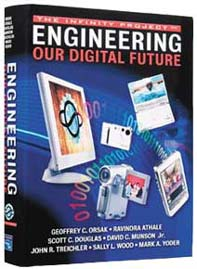 THE INFINITY PROJECT
ENGINEERING
OUR DIGITAL FUTURE
GEOFFREY C. ORSAK • RAVINDRA ATHALE
SCOTT C. DOUGLAS • DAVID C. MUNSON Jr.
JOHN R. TREICHLER • SALLY L. WOOD • MARK A. YODER
ENGINEERING